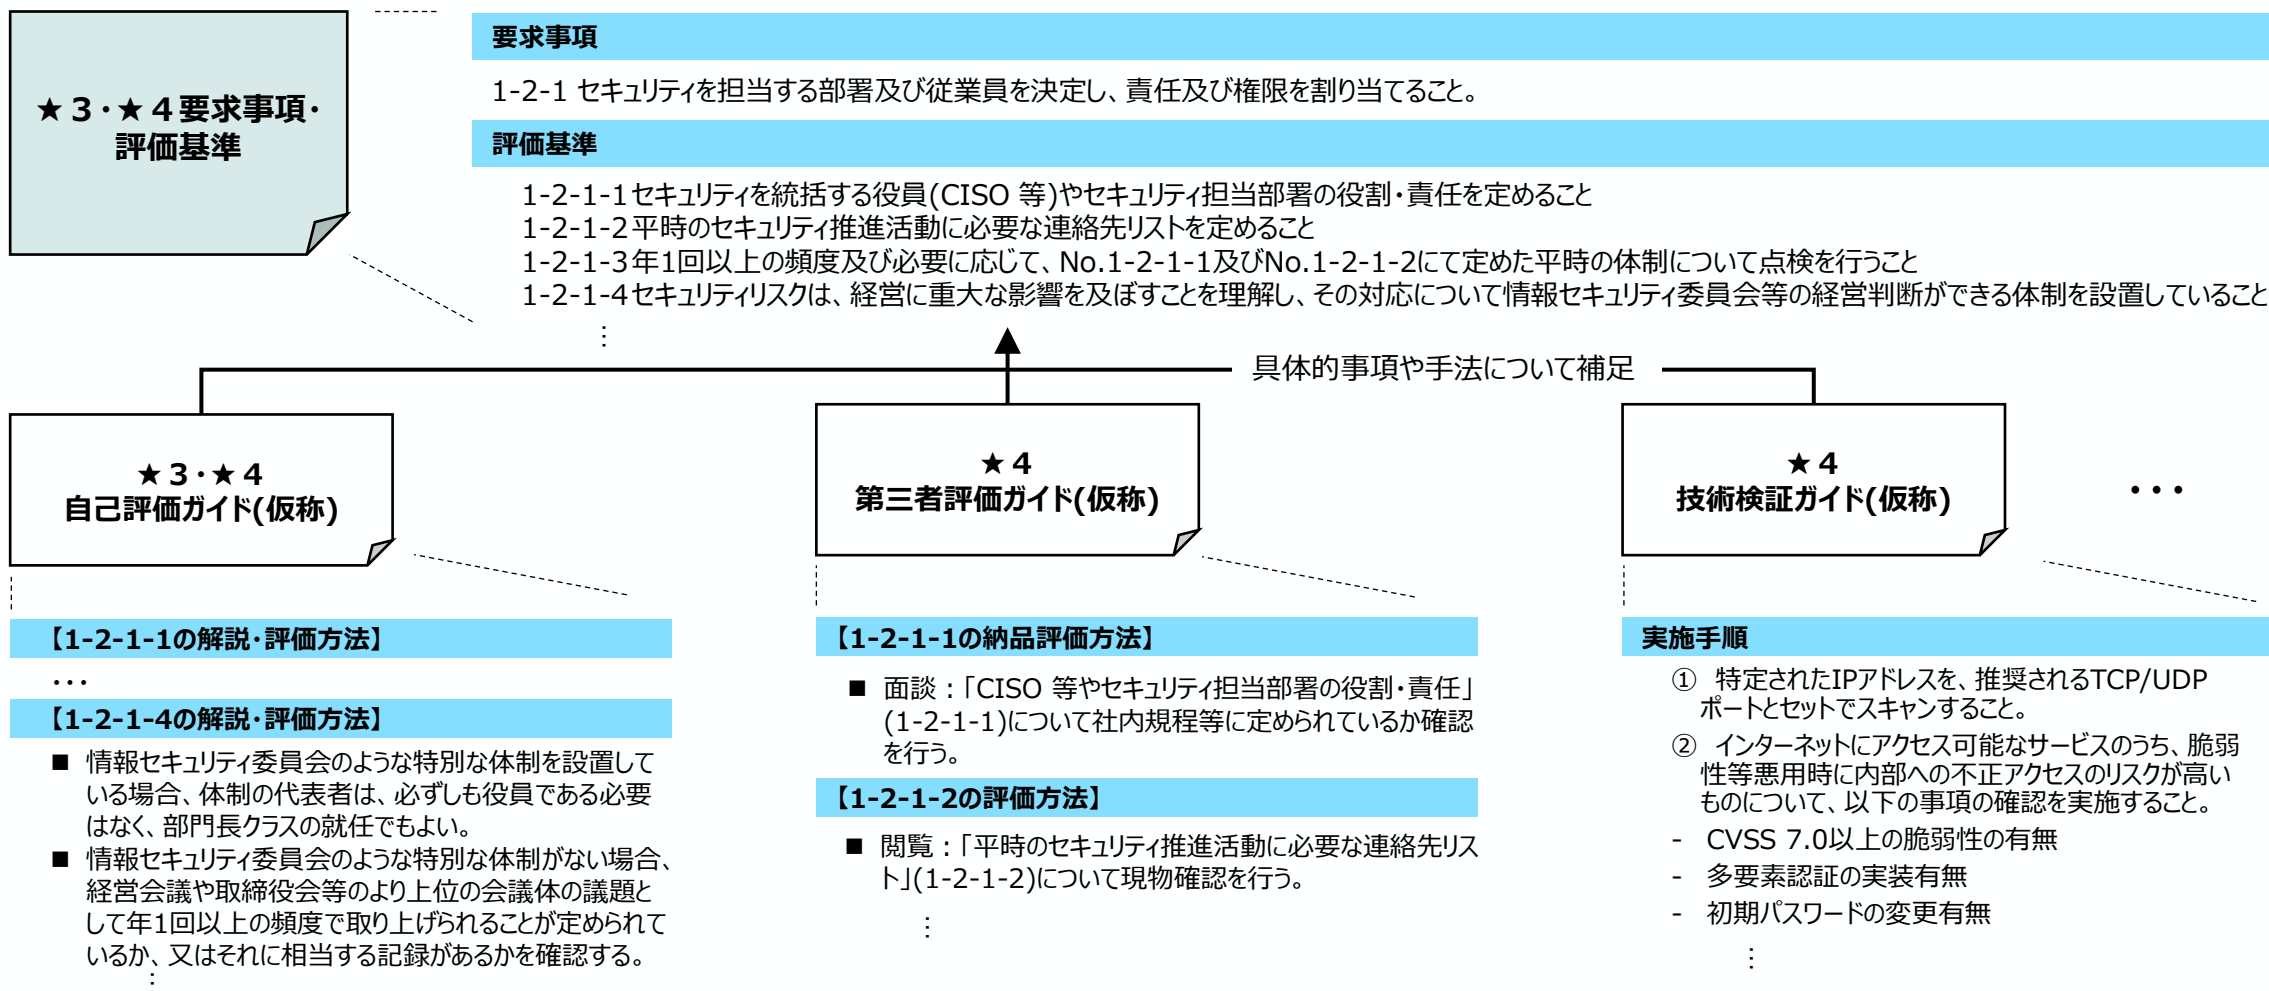 ★３・★４要求事項・
評価基準
要求事項
1-2-1 セキュリティを担当する部署及び従業員を決定し、責任及び権限を割り当てること。
評価基準
1-2-1-1セキュリティを統括する役員(CISO 等)やセキュリティ担当部署の役割・責任を定めること
1-2-1-2平時のセキュリティ推進活動に必要な連絡先リストを定めること
1-2-1-3年1回以上の頻度及び必要に応じて、No.1-2-1-1及びNo.1-2-1-2にて定めた平時の体制について点検を行うこと
1-2-1-4セキュリティリスクは、経営に重大な影響を及ぼすことを理解し、その対応について情報セキュリティ委員会等の経営判断ができる体制を設置していること
⋮
具体的事項や手法について補足
★３・★４
自己評価ガイド(仮称)
【1-2-1-1の解説・評価方法】
・・・
【1-2-1-4の解説・評価方法】
■ 情報セキュリティ委員会のような特別な体制を設置して
いる場合、体制の代表者は、必ずしも役員である必要
はなく、部門長クラスの就任でもよい。
■ 情報セキュリティ委員会のような特別な体制がない場合、
経営会議や取締役会等のより上位の会議体の議題と
して年1回以上の頻度で取り上げられることが定められて
いるか、又はそれに相当する記録があるかを確認する。
⋮
★４
第三者評価ガイド(仮称)
【1-2-1-1の納品評価方法】
■ 面談：「CISO 等やセキュリティ担当部署の役割・責任」
(1-2-1-1)について社内規程等に定められているか確認
を行う。
【1-2-1-2の評価方法】
■ 閲覧：「平時のセキュリティ推進活動に必要な連絡先リス
ト」(1-2-1-2)について現物確認を行う。
⋮
★４
技術検証ガイド(仮称)
・・・
実施手順
① 特定されたIPアドレスを、推奨されるTCP/UDP
ポートとセットでスキャンすること。
② インターネットにアクセス可能なサービスのうち、脆弱
性等悪用時に内部への不正アクセスのリスクが高い
ものについて、以下の事項の確認を実施すること。
- CVSS 7.0以上の脆弱性の有無
- 多要素認証の実装有無
- 初期パスワードの変更有無
⋮